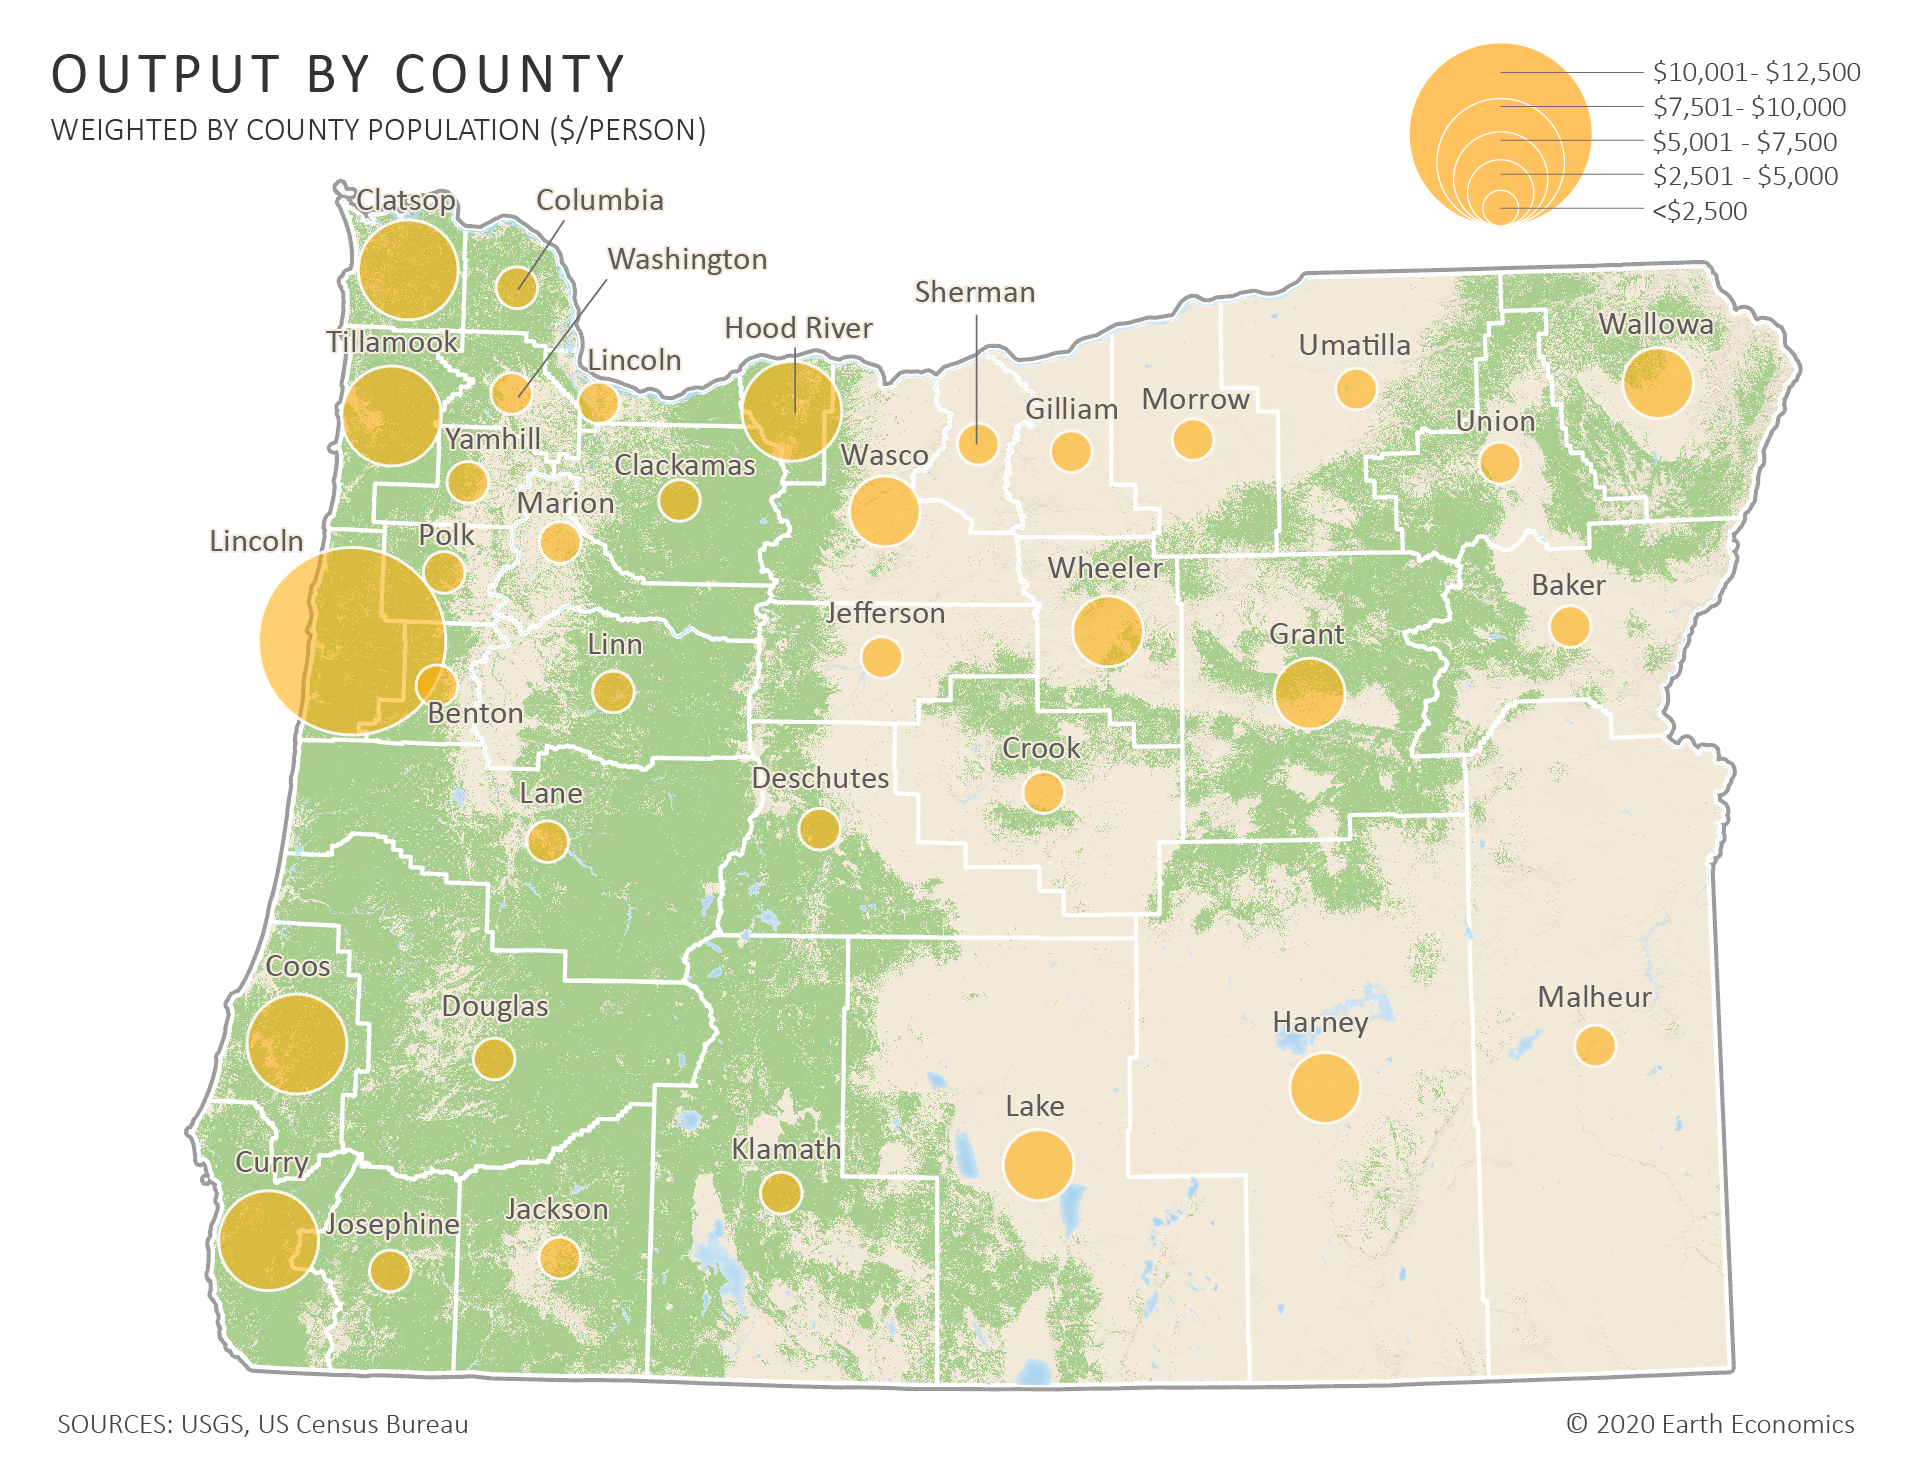 OUTPUT BY COUNTY
WEIGHTED BY COUNTY POPULATION ($/PERSON)
$10,001- $12,500
$7,501- $10,000
$5,001 - $7,500
$2,501 - $5,000
<$2,500
Clatsop
Columbia
Washington
Sherman
Hood River
Wallowa
Tillamook
Umatilla
Lincoln
Morrow
Gilliam
Union
Yamhill
Wasco
Clackamas
Marion
Polk
Lincoln
Wheeler
Baker
Jefferson
Grant
Linn
Benton
Crook
Deschutes
Lane
Coos
Malheur
Douglas
Harney
Lake
Klamath
Curry
Jackson
Josephine
SOURCES: USGS, US Census Bureau
© 2020 Earth Economics